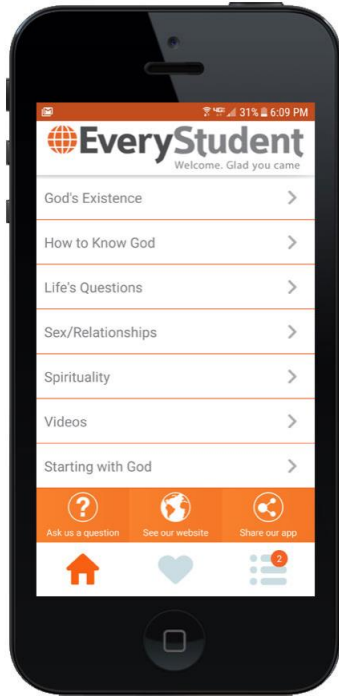 31% 6:09 PM
EveryStudent
Welcome. Glad you came
God's Existence
How to Know God
Life's Questions
Sex/Relationships
Spirituality
Videos
Starting with God
?
Ask us a question
See our website
Share our app
2